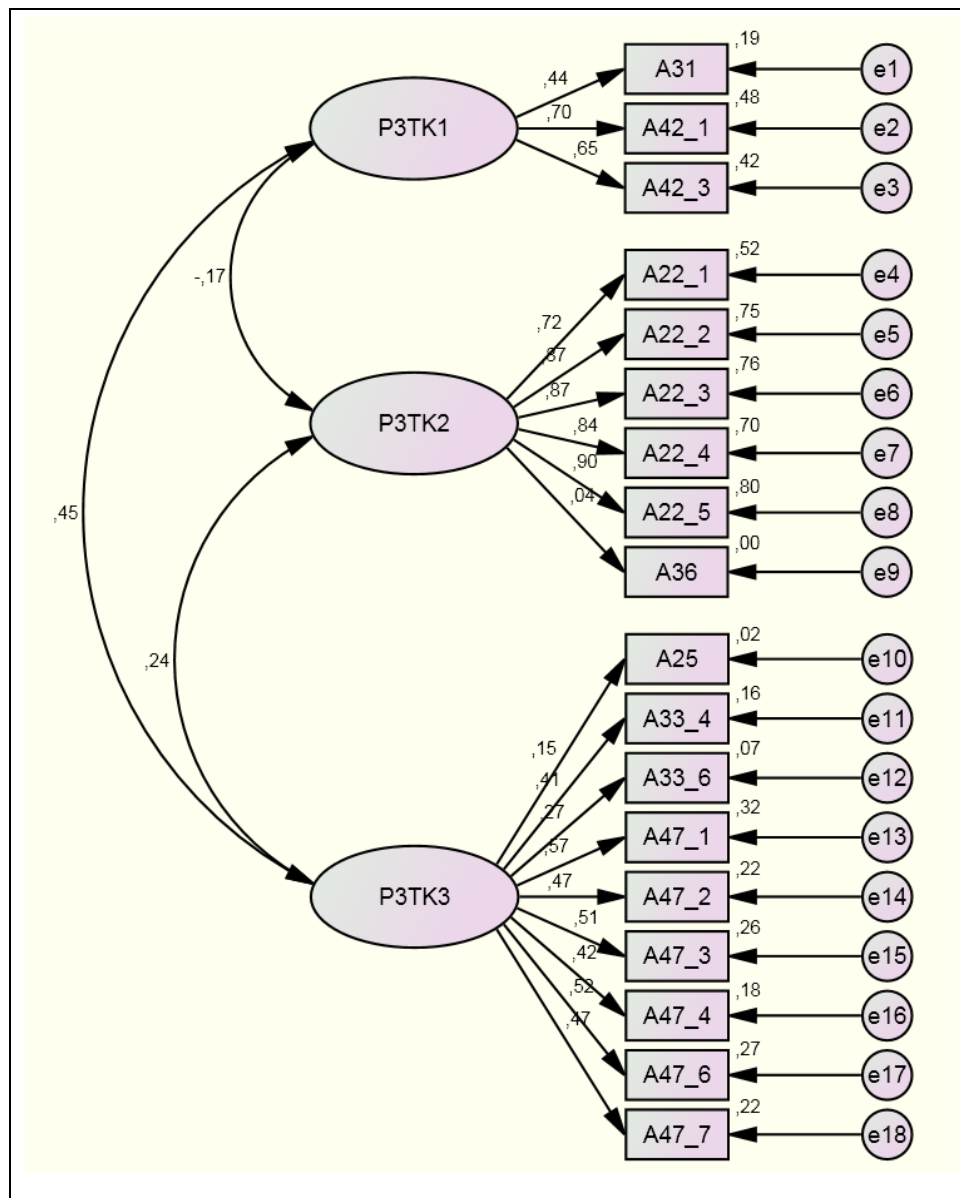 ,19
A31
e1
,44
P3TK1
,70
,48
A42_1
e2
,65
,42
A42_3
e3
-,17
,52
A22_1
e4
,72
,75
A22_2
e5
,87
,76
A22_3
e6
P3TK2
,87
,84
,70
A22_4
e7
,90
,80
A22_5
e8
,04
,00
A36
e9
,45
,24
,02
A25
e10
,15
,16
A33_4
e11
,41
,07
A33_6
e12
,27
,32
A47_1
e13
,57
P3TK3
,47
,22
A47_2
e14
,51
,26
A47_3
e15
,42
,18
A47_4
e16
,52
,27
A47_6
e17
,47
,22
A47_7
e18